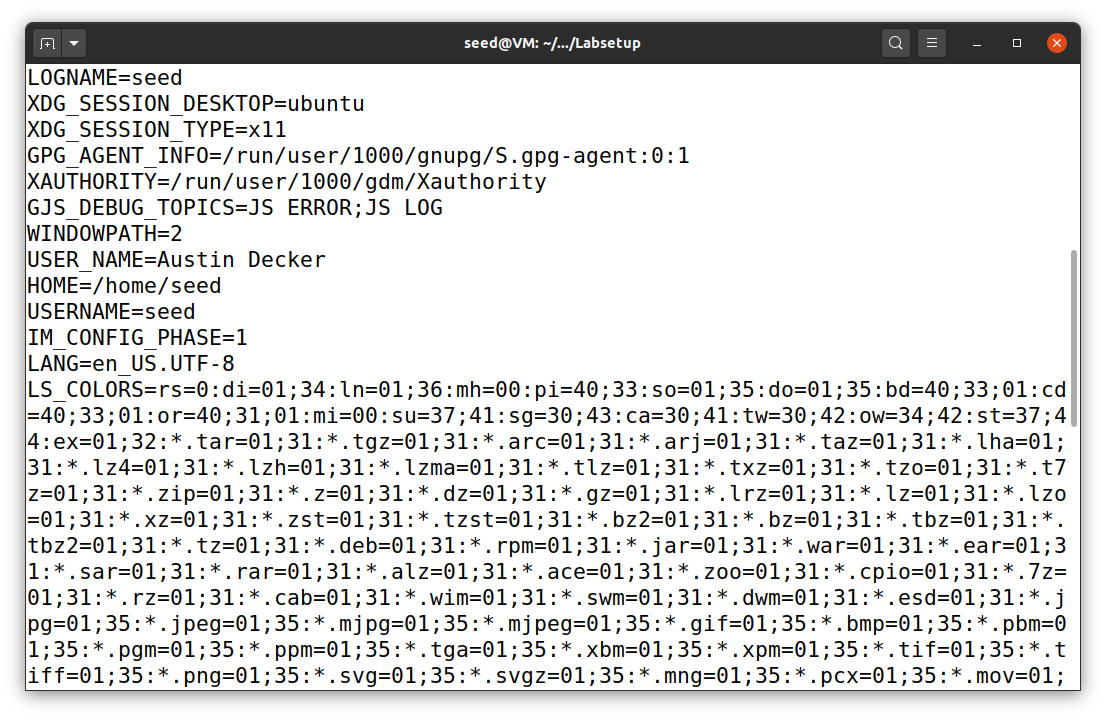 seed@VM: ~/.../Labsetup
LOGNAME=seed
XDG_SESSION_DESKTOP=ubuntu
XDG_SESSION_TYPE=x11
GPG_AGENT_INFO=/run/user/1000/gnupg/S.gpg-agent:0:1
XAUTHORITY=/run/user/1000/gdm/Xauthority
GJS_DEBUG_TOPICS=JS ERROR;JS LOG
WINDOWPATH=2
USER_NAME=Austin Decker
HOME=/home/seed
USERNAME=seed
IM_CONFIG_PHASE=1
LANG=en_US.UTF-8
LS_COLORS=rs=0:di=01;34:ln=01;36:mh=00:pi=40;33:so=01;35:do=01;35:bd=40;33;01:cd
=40;33;01:or=40;31;01:mi=00:su=37;41:sg=30;43:ca=30;41:tw=30;42:ow=34;42:st=37;4
4:ex=01;32:*.tar=01;31:*.tgz=01;31:*.arc=01;31:*.arj=01;31:*.taz=01;31:*.lha=01;
31:*.lz4=01;31:*.lzh=01;31:*.lzma=01;31:*.tlz=01;31:*.txz=01;31:*.tzo=01;31:*.t7
z=01;31:*.zip=01;31:*.z=01;31:*.dz=01;31:*.gz=01;31:*.lrz=01;31:*.lz=01;31:*.lzo
=01;31:*.xz=01;31:*.zst=01;31:*.tzst=01;31:*.bz2=01;31:*.bz=01;31:*.tbz=01;31:*.
tbz2=01;31:*.tz=01;31:*.deb=01;31:*.rpm=01;31:*.jar=01;31:*.war=01;31:*.ear=01;3
1:*.sar=01;31:*.rar=01;31:*.alz=01;31:*.ace=01;31:*.zoo=01;31:*.cpio=01;31:*.7z=
01;31:*.rz=01;31:*.cab=01;31:*.wim=01;31:*.swm=01;31:*.dwm=01;31:*.esd=01;31:*.j
pg=01;35:*.jpeg=01;35:*.mjpg=01;35:*.mjpeg=01;35:*.gif=01;35:*.bmp=01;35:*.pbm=0
1;35:*.pgm=01;35:*.ppm=01;35:*.tga=01;35:*.xbm=01;35:*.xpm=01;35:*.tif=01;35:*.t
iff=01;35:*.png=01;35:*.svg=01;35:*.svgz=01;35:*.mng=01;35:*.pcx=01;35:*.mov=01;